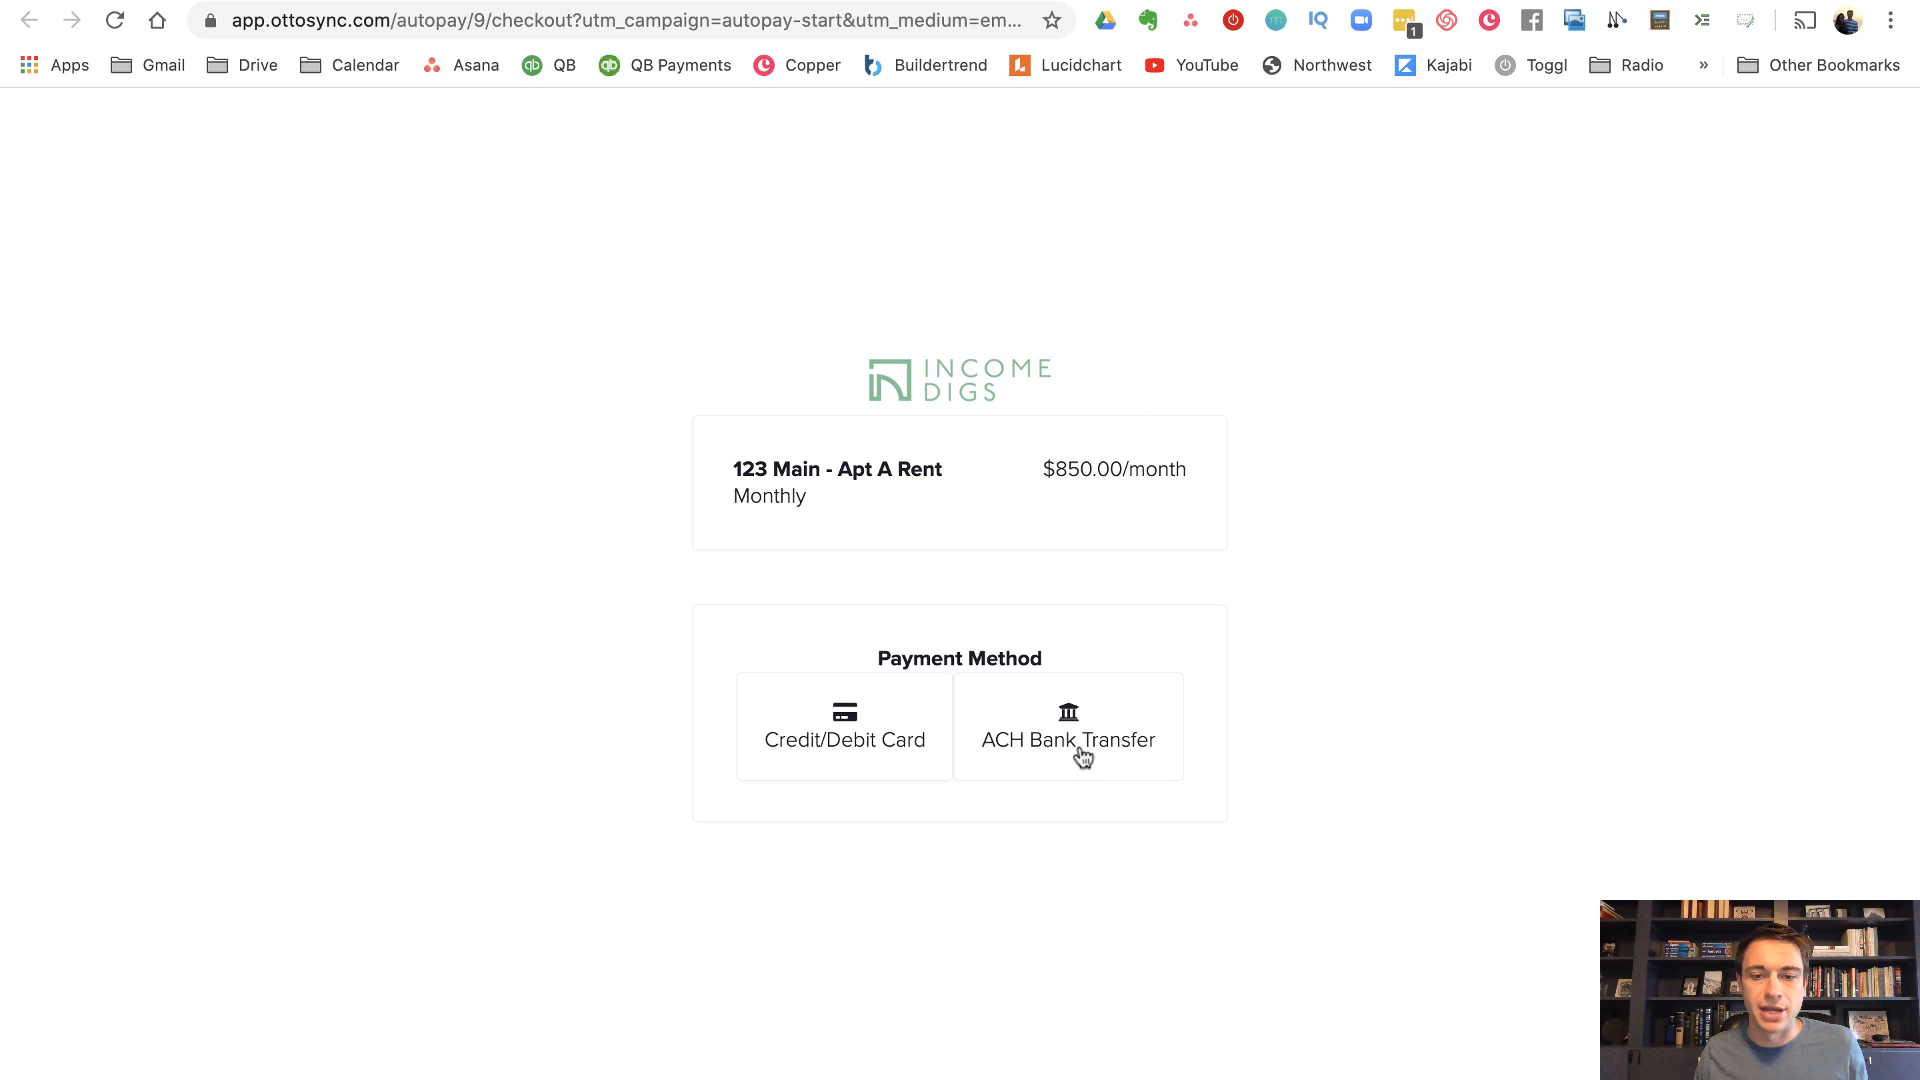 app.ottosync.com/autopay/9/checkout?utm_campaign=autopay-start&utm_medium=em...
1
Apps Gmail Drive Calendar Asana QB QB Payments Copper Buildertrend Lucidchart YouTube Northwest Kajabi Toggl Radio » Other Bookmarks
INCOME
DIGS
123 Main - Apt A Rent $850.00/month
Monthly
Payment Method
Credit/Debit Card ACH Bank Transfer